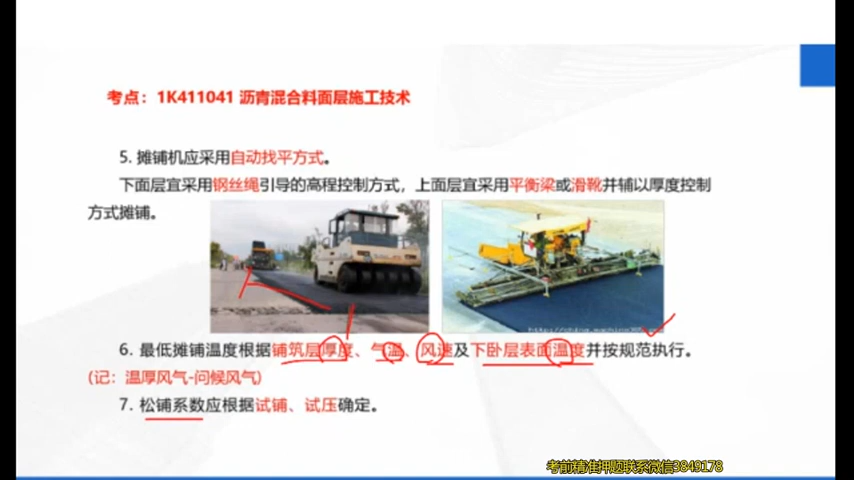 考点：1K411041 沥青混合料面层施工技术
5. 摊铺机应采用自动找平方式。
下面层宜采用钢丝绳引导的高程控制方式，上面层宜采用平衡梁或滑靴并辅以厚度控制
方式摊铺。
6. 最低摊铺温度根据铺筑层厚度、气温、风速及下卧层表面温度并按规范执行。
(记：温厚风气-问候风气)
7. 松铺系数应根据试铺、试压确定。
考前精准押题联系微信3849178